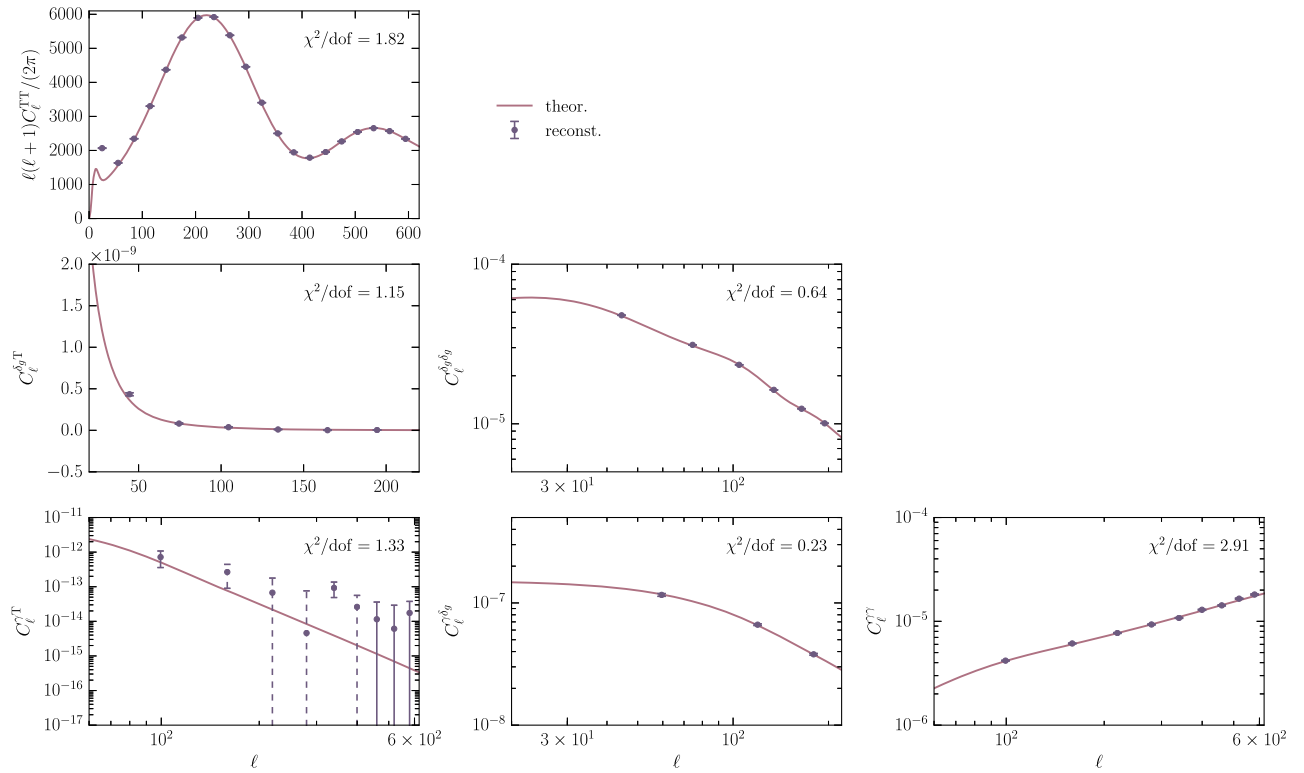 6000
5000
4000
3000
2000
1000
0
ℓ(ℓ + 1)C_ℓ^{TT}/(2π)
χ²/dof = 1.82
0 100 200 300 400 500 600
theor.
reconst.
×10⁻⁹
2.0
1.5
1.0
0.5
0.0
−0.5
C_ℓ^{δ_g T}
χ²/dof = 1.15
50 100 150 200
10⁻⁴
10⁻⁵
C_ℓ^{δ_g δ_g}
χ²/dof = 0.64
3 × 10¹ 10²
10⁻¹¹
10⁻¹²
10⁻¹³
10⁻¹⁴
10⁻¹⁵
10⁻¹⁶
10⁻¹⁷
C_ℓ^{γT}
χ²/dof = 1.33
10² 6 × 10²
ℓ
10⁻⁷
10⁻⁸
C_ℓ^{γδ_g}
χ²/dof = 0.23
3 × 10¹ 10²
ℓ
10⁻⁴
10⁻⁵
10⁻⁶
C_ℓ^{γγ}
χ²/dof = 2.91
10² 6 × 10²
ℓ